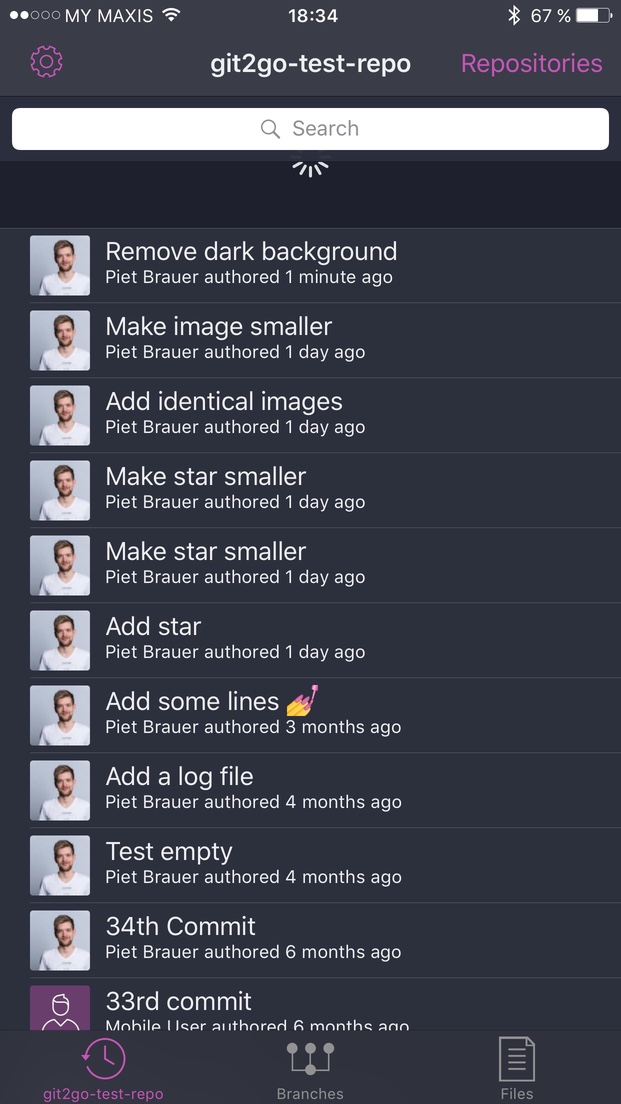 MY MAXIS 18:34 67 %
git2go-test-repo Repositories
Search
Remove dark background
Piet Brauer authored 1 minute ago
Make image smaller
Piet Brauer authored 1 day ago
Add identical images
Piet Brauer authored 1 day ago
Make star smaller
Piet Brauer authored 1 day ago
Make star smaller
Piet Brauer authored 1 day ago
Add star
Piet Brauer authored 1 day ago
Add some lines 💅
Piet Brauer authored 3 months ago
Add a log file
Piet Brauer authored 4 months ago
Test empty
Piet Brauer authored 4 months ago
34th Commit
Piet Brauer authored 6 months ago
33rd commit
Mobile User authored 6 months ago
git2go-test-repo Branches Files